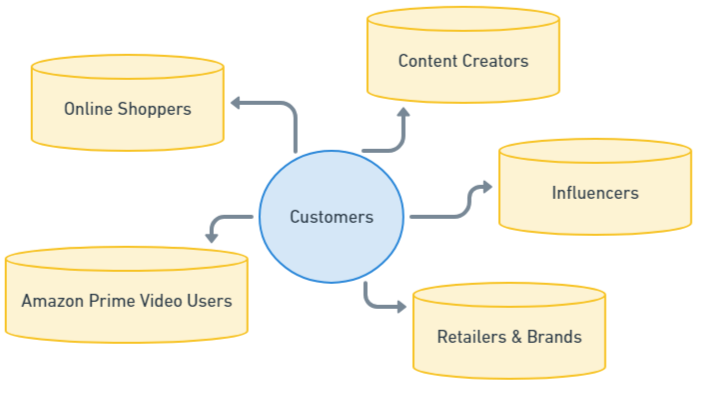 Content Creators
Online Shoppers
Influencers
Customers
Amazon Prime Video Users
Retailers & Brands